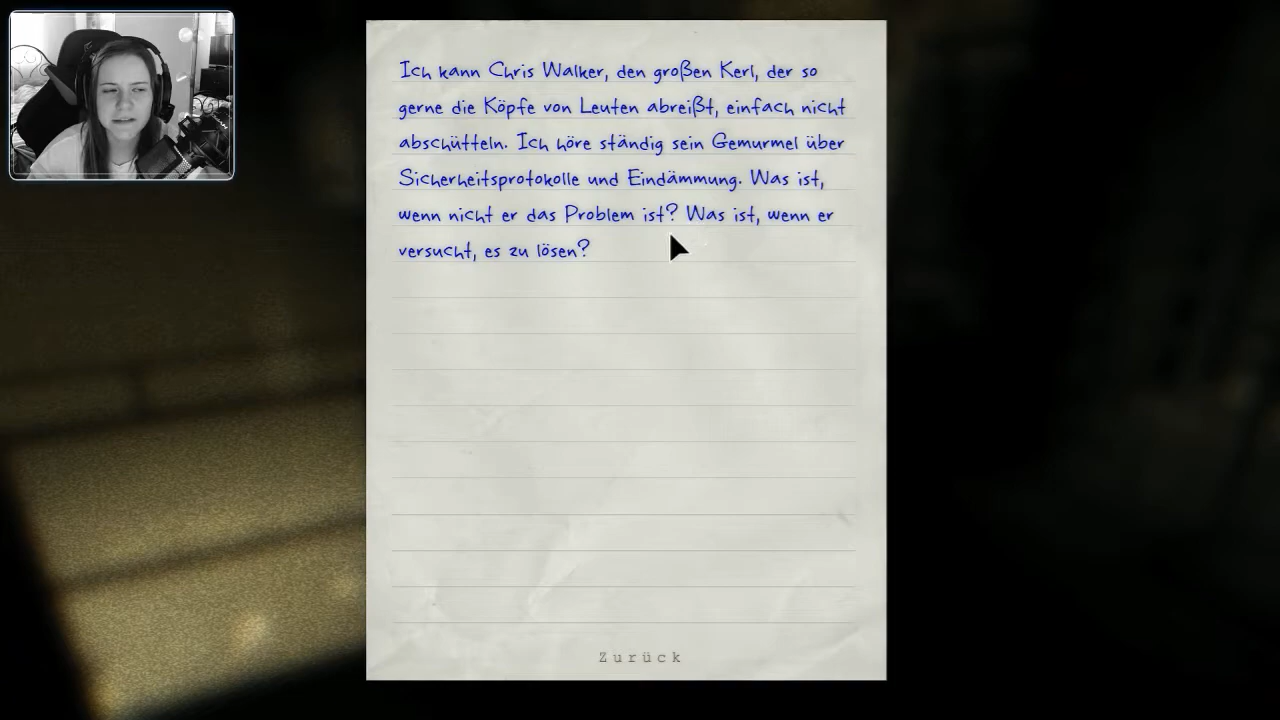 Ich kann Chris Walker, den großen Kerl, der so
gerne die Köpfe von Leuten abreißt, einfach nicht
abschütteln. Ich höre ständig sein Gemurmel über
Sicherheitsprotokolle und Eindämmung. Was ist,
wenn nicht er das Problem ist? Was ist, wenn er
versucht, es zu lösen?
Zurück